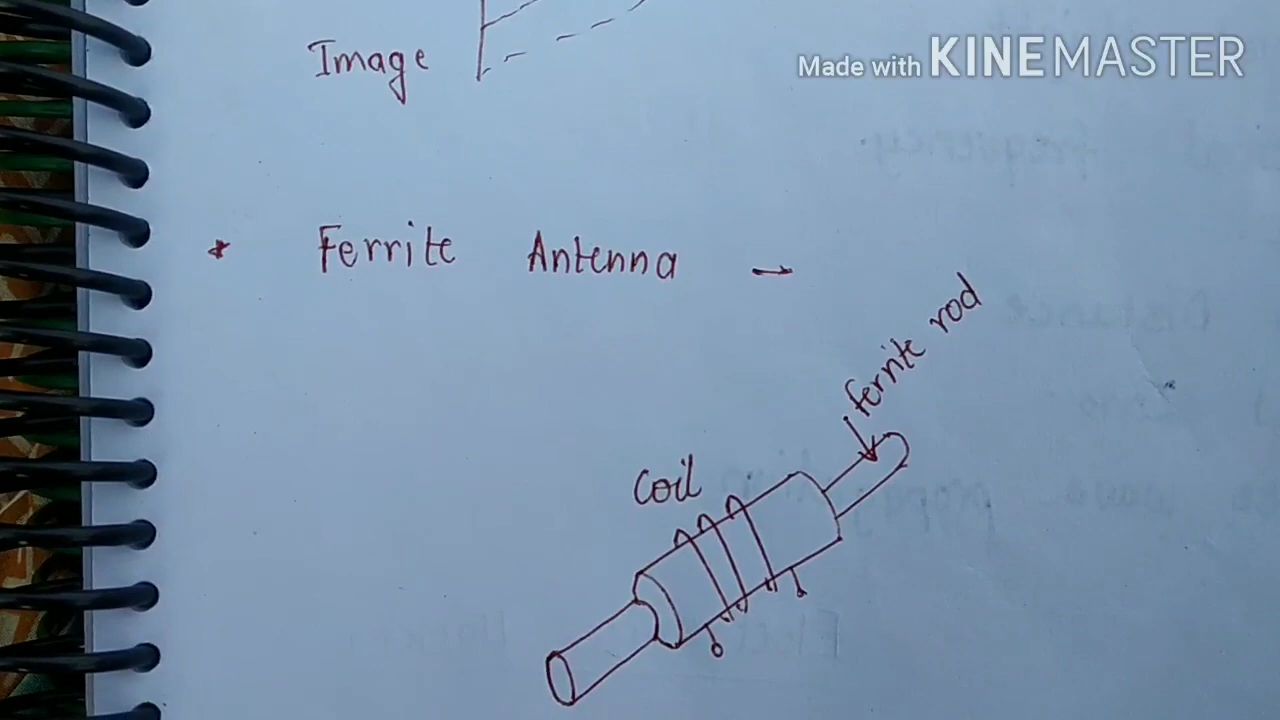 Made with KINEMASTER
Image
* Ferrite Antenna -
ferrite rod
Coil